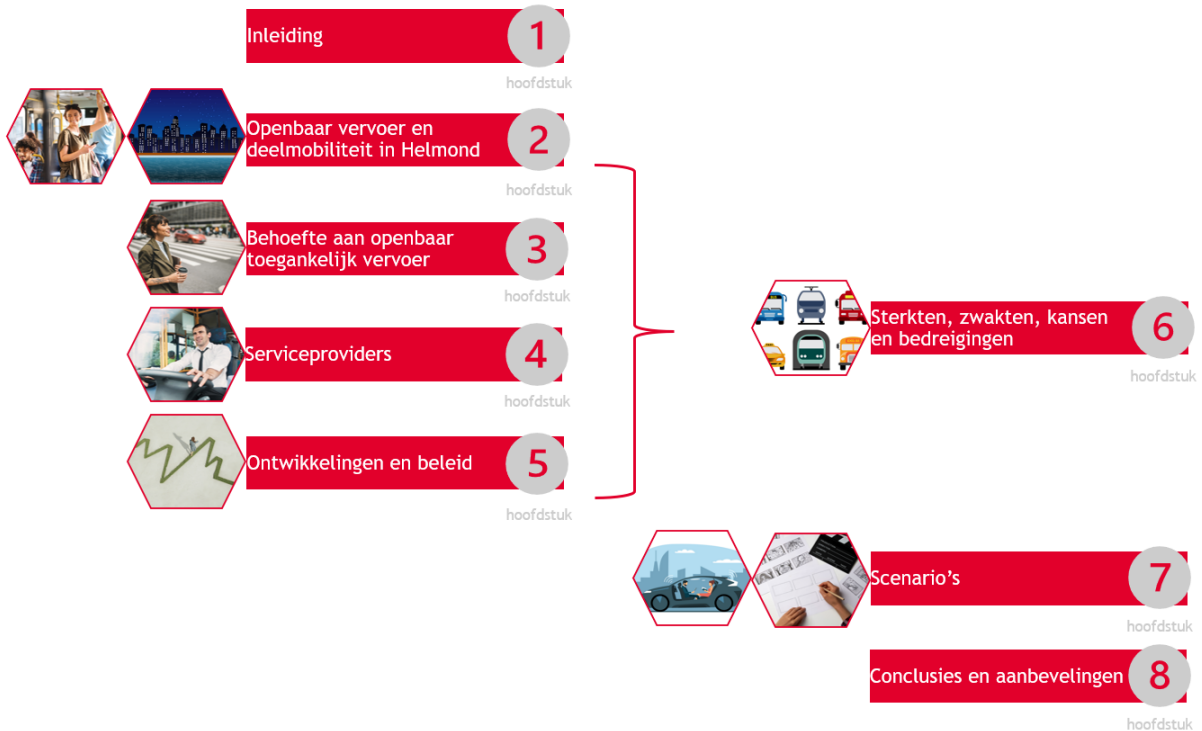 Inleiding
1
hoofdstuk
Openbaar vervoer en
deelmobiliteit in Helmond
2
hoofdstuk
Behoefte aan openbaar
toegankelijk vervoer
3
hoofdstuk
Serviceproviders
4
hoofdstuk
Ontwikkelingen en beleid
5
hoofdstuk
Sterkten, zwakten, kansen
en bedreigingen
6
hoofdstuk
Scenario's
7
hoofdstuk
Conclusies en aanbevelingen
8
hoofdstuk